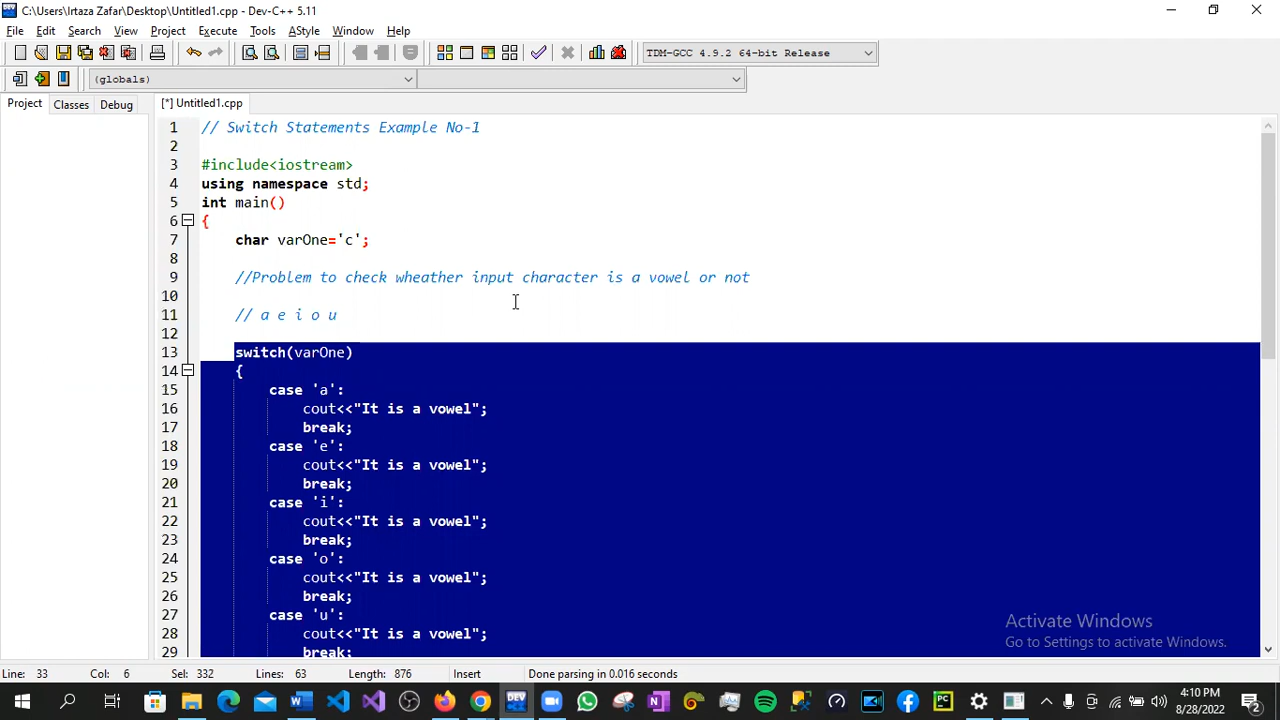 C:\Users\Irtaza Zafar\Desktop\Untitled1.cpp - Dev-C++ 5.11
File Edit Search View Project Execute Tools AStyle Window Help
TDM-GCC 4.9.2 64-bit Release
(globals)
Project Classes Debug [*] Untitled1.cpp
1 // Switch Statements Example No-1
2
3 #include<iostream>
4 using namespace std;
5 int main()
6 {
7 char varOne='c';
8
9 //Problem to check wheather input character is a vowel or not
10
11 // a e i o u
12
13 switch(varOne)
14 {
15 case 'a':
16 cout<<"It is a vowel";
17 break;
18 case 'e':
19 cout<<"It is a vowel";
20 break;
21 case 'i':
22 cout<<"It is a vowel";
23 break;
24 case 'o':
25 cout<<"It is a vowel";
26 break;
27 case 'u':
28 cout<<"It is a vowel";
29 break;
Activate Windows
Go to Settings to activate Windows.
Line: 33 Col: 6 Sel: 332 Lines: 63 Length: 876 Insert Done parsing in 0.016 seconds
4:10 PM
8/28/2022